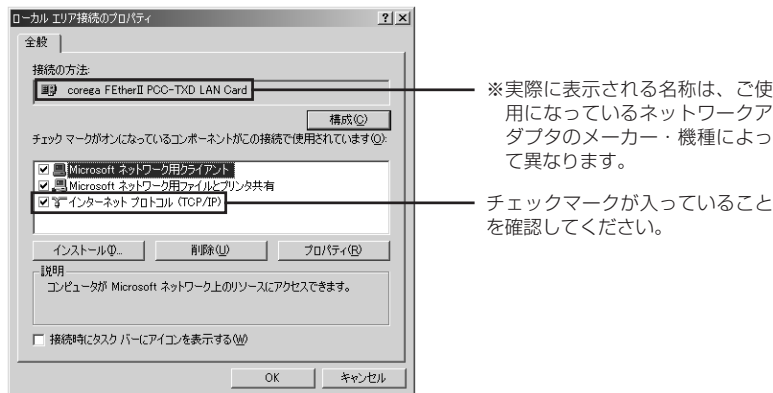 ローカル エリア接続のプロパティ
全般
接続の方法:
corega FEtherII PCC-TXD LAN Card
構成(C)
チェック マークがオンになっているコンポーネントがこの接続で使用されています(O):
Microsoft ネットワーク用クライアント
Microsoft ネットワーク用ファイルとプリンタ共有
インターネット プロトコル (TCP/IP)
インストール(I)...
削除(U)
プロパティ(R)
説明
コンピュータが Microsoft ネットワーク上のリソースにアクセスできます。
接続時にタスク バーにアイコンを表示する(W)
OK
キャンセル
※実際に表示される名称は、ご使
用になっているネットワークア
ダプタのメーカー・機種によっ
て異なります。
チェックマークが入っていること
を確認してください。